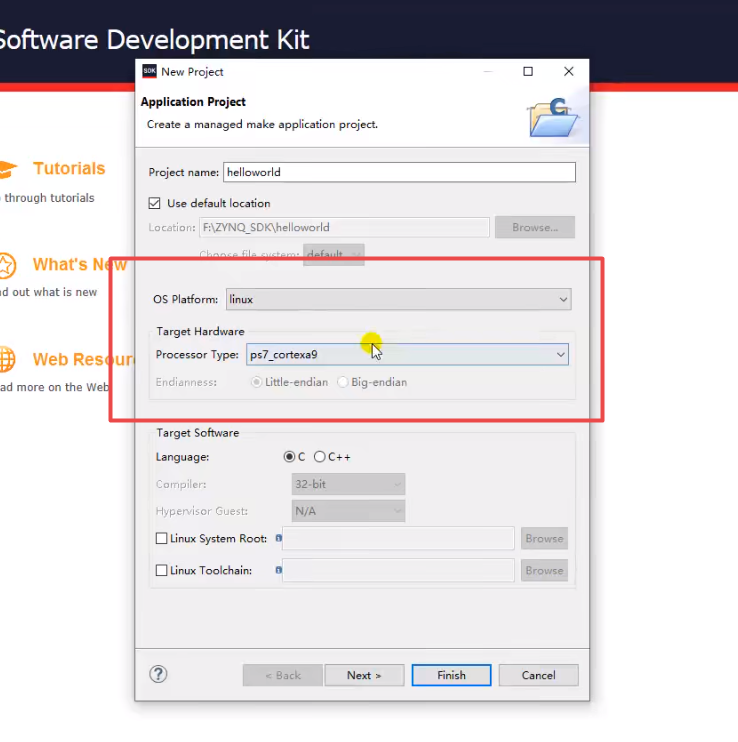 Software Development Kit
SDK New Project
Application Project
Create a managed make application project.
Project name: helloworld
Use default location
Location: F:\ZYNQ_SDK\helloworld Browse...
Choose file system: default
OS Platform: linux
Target Hardware
Processor Type: ps7_cortexa9
Endianness: Little-endian Big-endian
Target Software
Language: C C++
Compiler: 32-bit
Hypervisor Guest: N/A
Linux System Root: Browse
Linux Toolchain: Browse
? < Back Next > Finish Cancel
Tutorials
through tutorials
What's New
nd out what is new
Web Resour
ad more on the Web